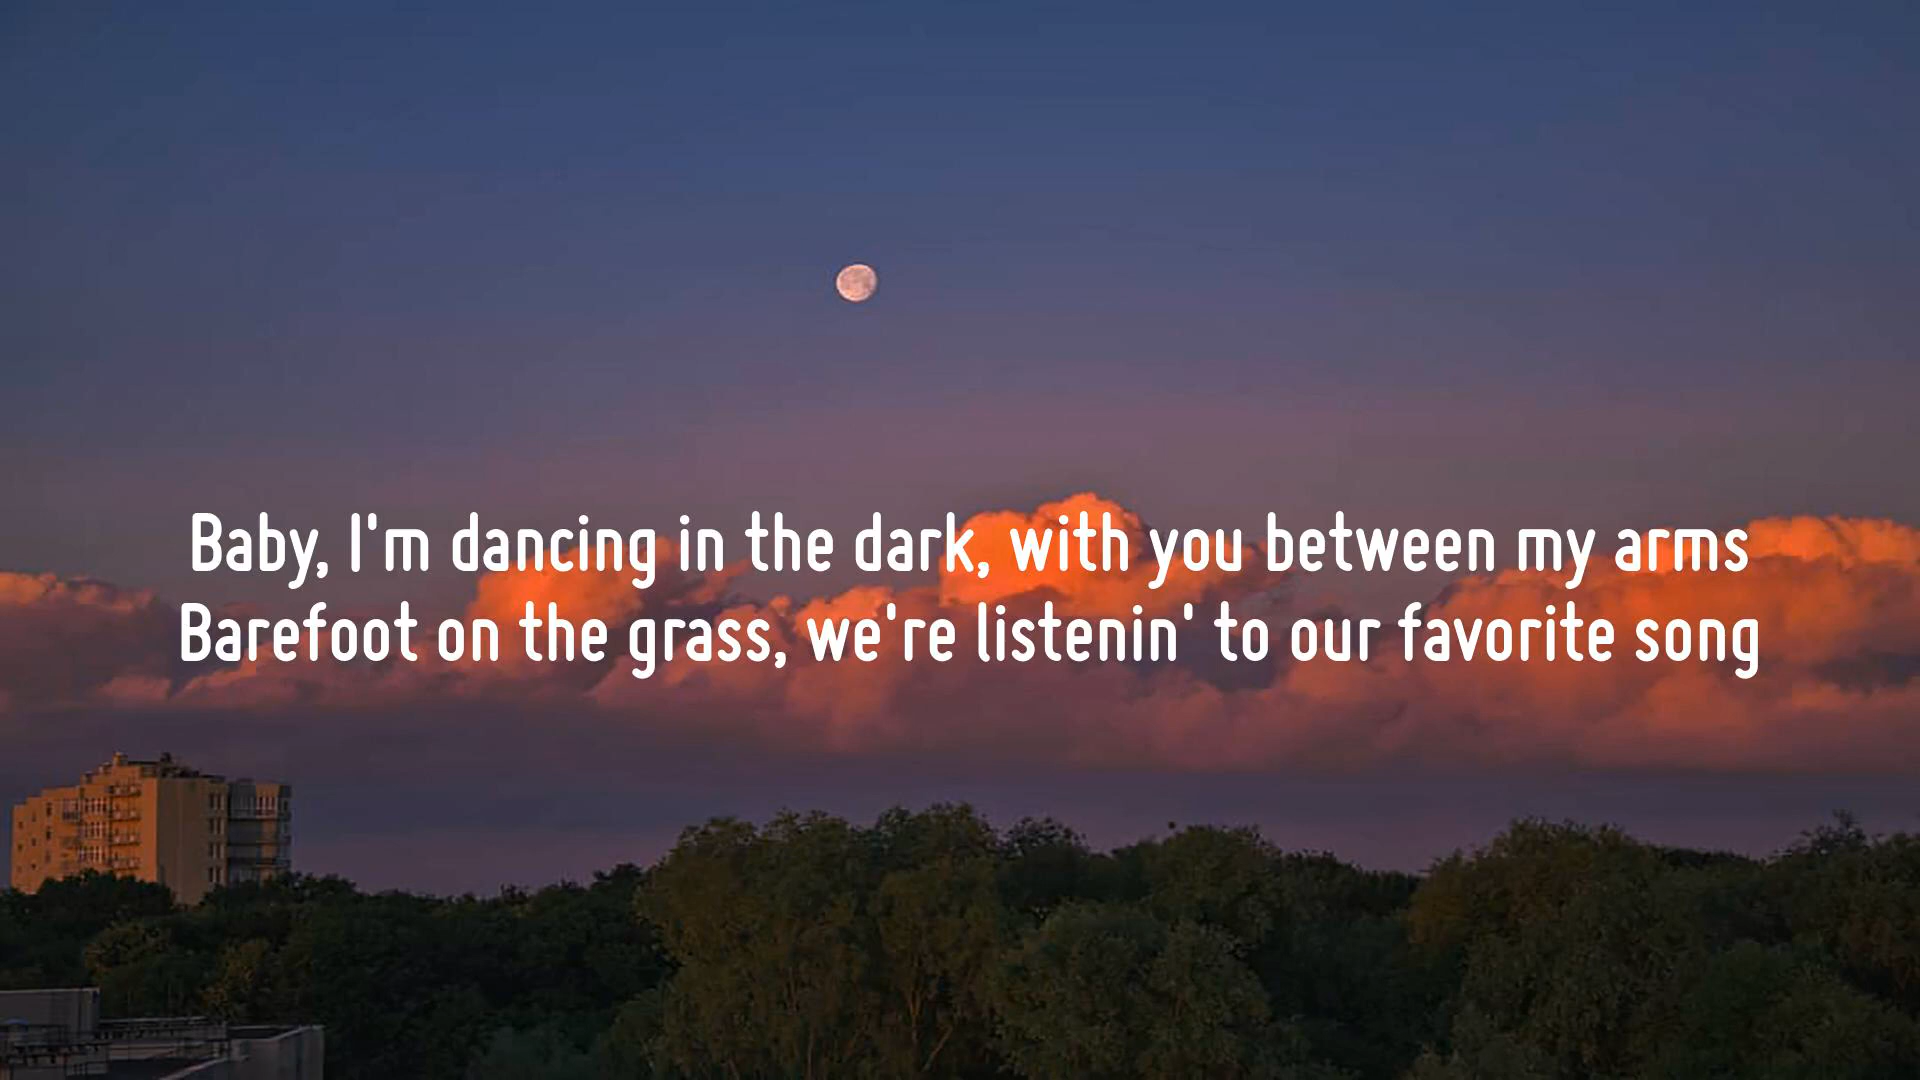 Baby, I'm dancing in the dark, with you between my arms
Barefoot on the grass, we're listenin' to our favorite song